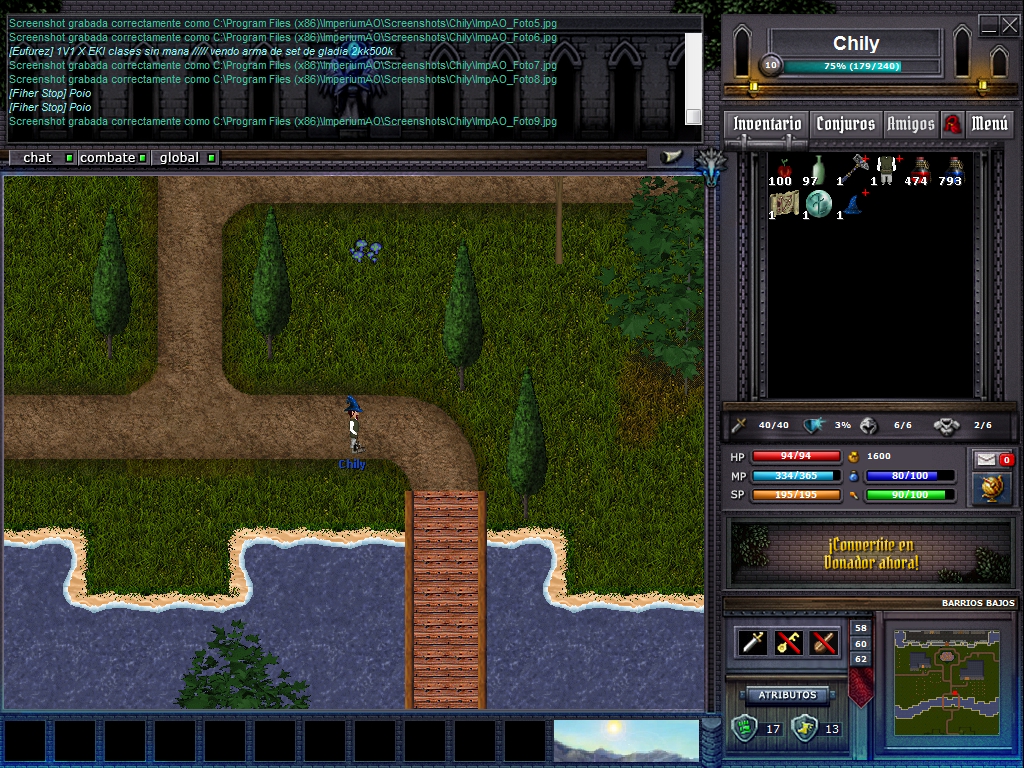 Screenshot grabada correctamente como C:\Program Files (x86)\ImperiumAO\Screenshots\Chily\ImpAO_Foto5.jpg
Screenshot grabada correctamente como C:\Program Files (x86)\ImperiumAO\Screenshots\Chily\ImpAO_Foto6.jpg
[Eufurez] 1V1 X EKI clases sin mana ///// vendo arma de set de gladia 2kk500k
Screenshot grabada correctamente como C:\Program Files (x86)\ImperiumAO\Screenshots\Chily\ImpAO_Foto7.jpg
Screenshot grabada correctamente como C:\Program Files (x86)\ImperiumAO\Screenshots\Chily\ImpAO_Foto8.jpg
[Fiher Stop] Poio
[Fiher Stop] Poio
Screenshot grabada correctamente como C:\Program Files (x86)\ImperiumAO\Screenshots\Chily\ImpAO_Foto9.jpg
chat combate global
Chily
10
75% (179/240)
Inventario Conjuros Amigos Menú
100 97 1 1 474 793
1 1 1
40/40 3% 6/6 2/6
HP 94/94 1600
MP 334/365 80/100
SP 195/195 90/100
0
¡Convertite en
Donador ahora!
BARRIOS BAJOS
58
60
62
ATRIBUTOS
17 13
Chily